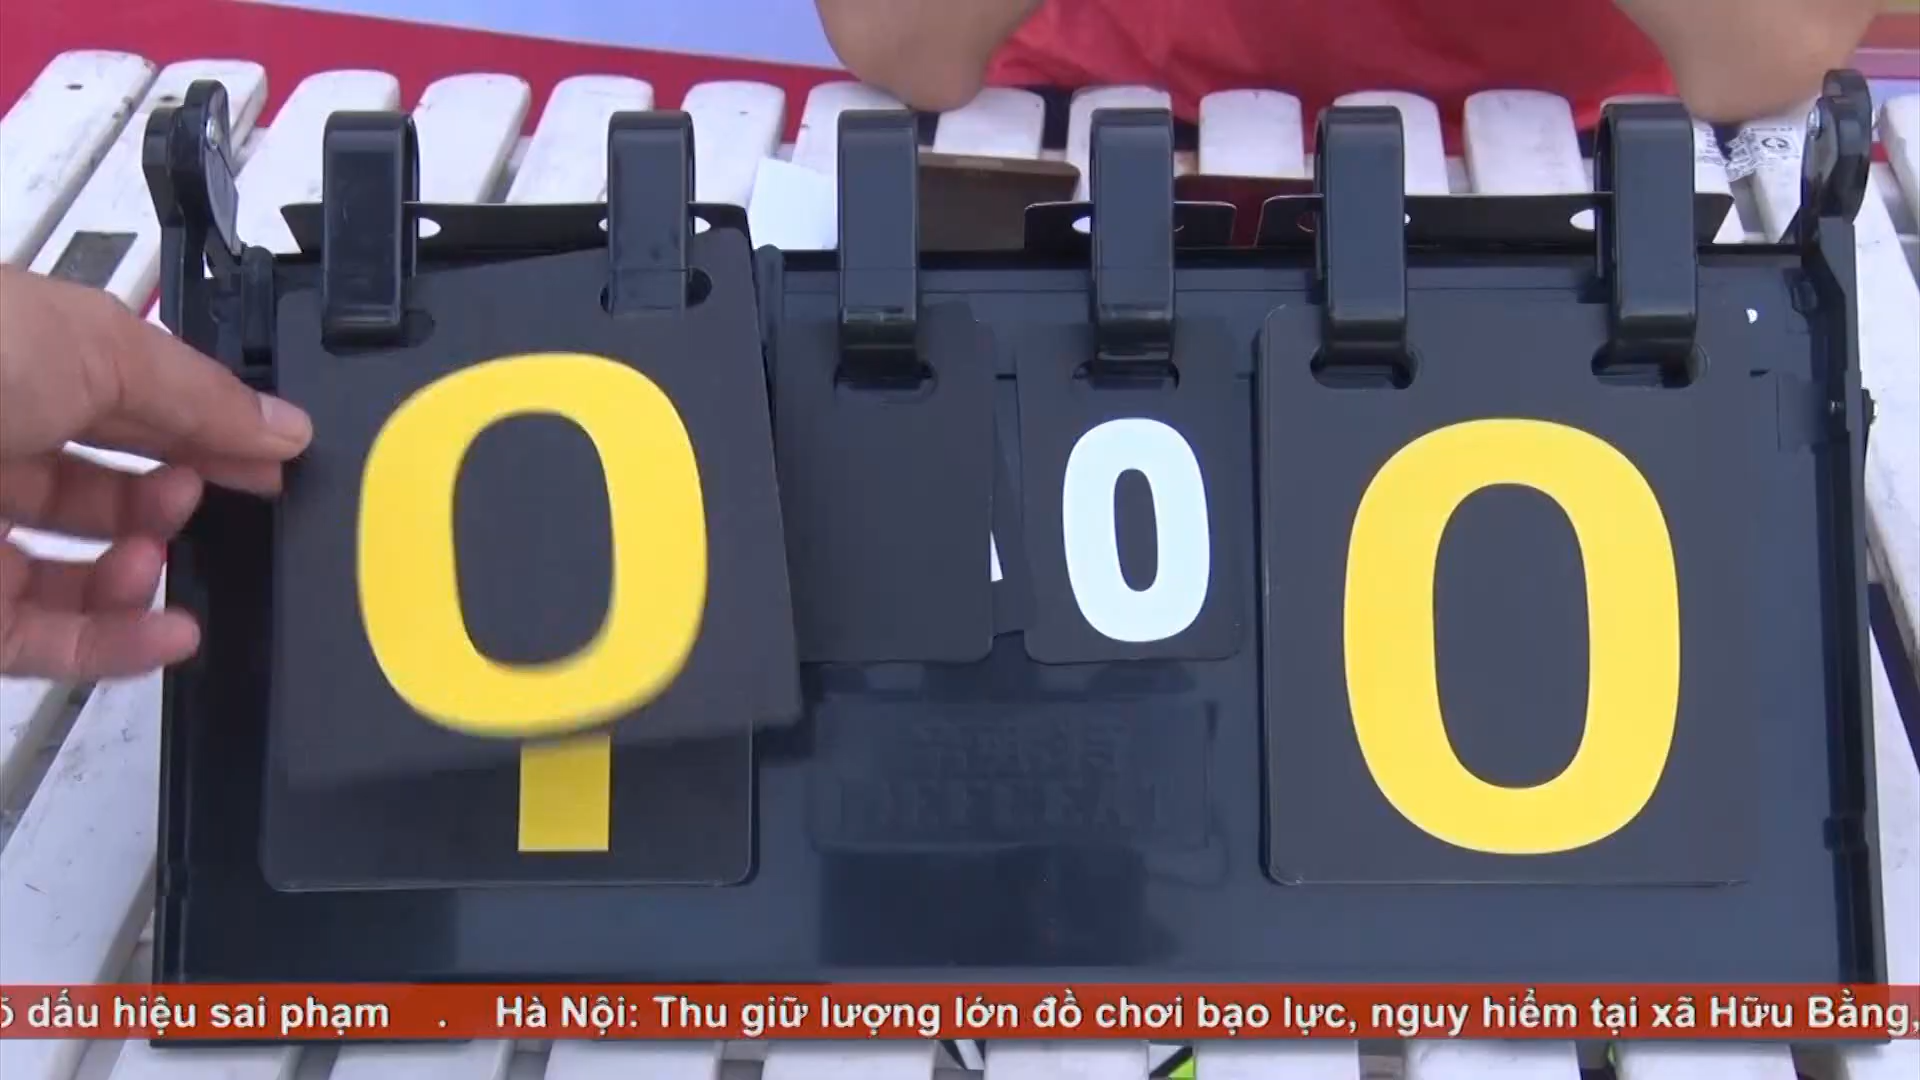 0 0 0
õ dấu hiệu sai phạm . Hà Nội: Thu giữ lượng lớn đồ chơi bạo lực, nguy hiểm tại xã Hữu Bằng,